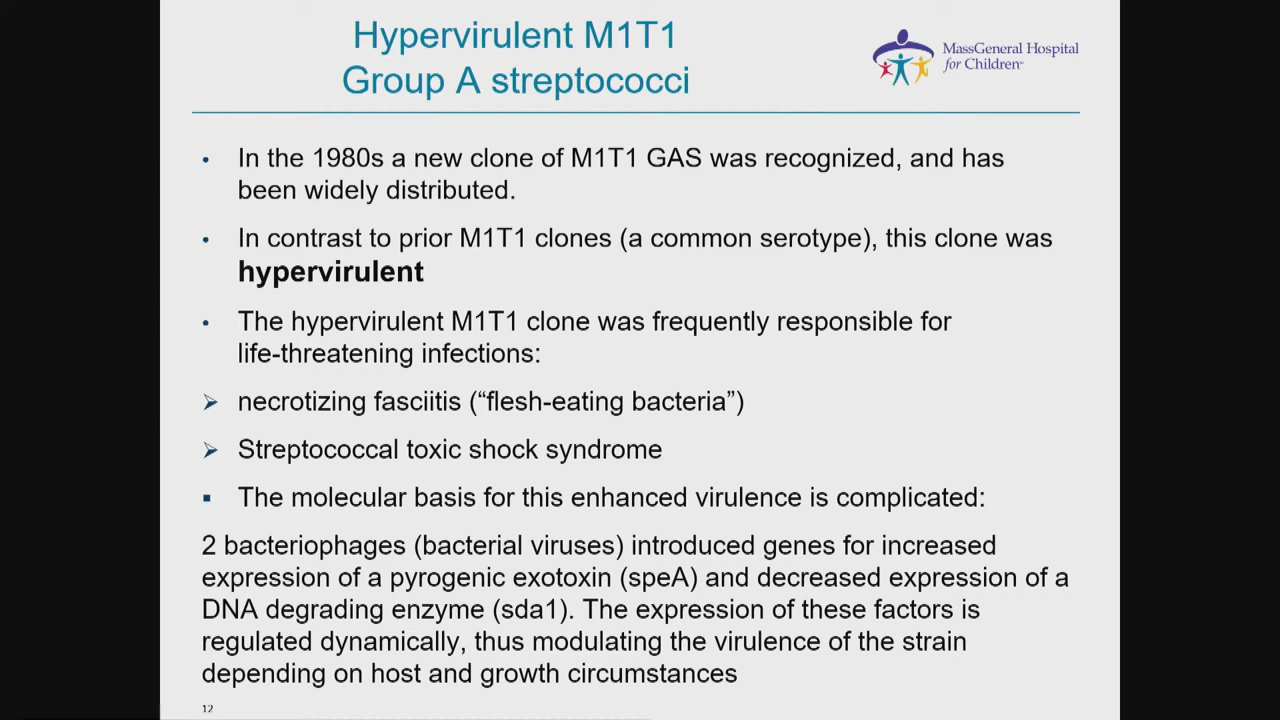 Hypervirulent M1T1
Group A streptococci
MassGeneral Hospital
for Children™
• In the 1980s a new clone of M1T1 GAS was recognized, and has
been widely distributed.
• In contrast to prior M1T1 clones (a common serotype), this clone was
hypervirulent
• The hypervirulent M1T1 clone was frequently responsible for
life-threatening infections:
➢ necrotizing fasciitis (“flesh-eating bacteria”)
➢ Streptococcal toxic shock syndrome
▪ The molecular basis for this enhanced virulence is complicated:
2 bacteriophages (bacterial viruses) introduced genes for increased
expression of a pyrogenic exotoxin (speA) and decreased expression of a
DNA degrading enzyme (sda1). The expression of these factors is
regulated dynamically, thus modulating the virulence of the strain
depending on host and growth circumstances
12